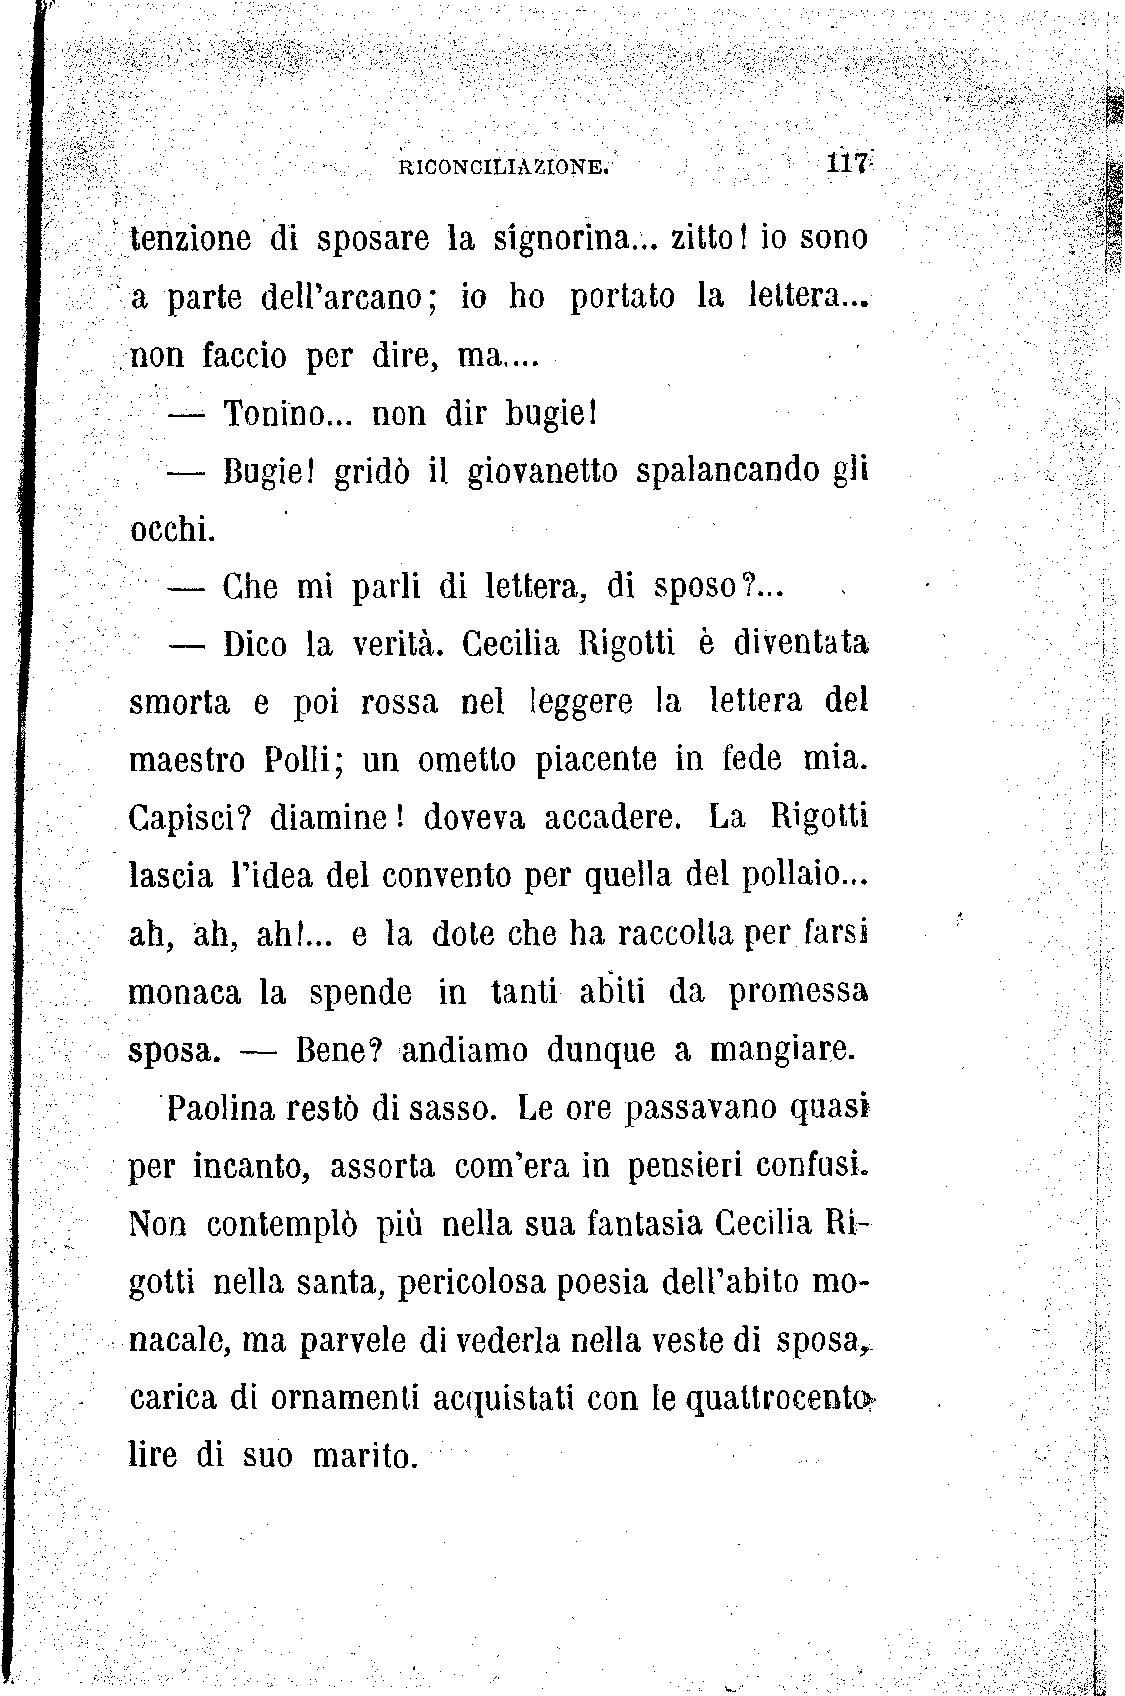 RICONCILIAZIONE. 117
tenzione di sposare la signorina... zitto! io sono
a parte dell'arcano; io ho portato la lettera...
non faccio per dire, ma....
— Tonino... non dir bugie!
— Bugie! gridò il giovanetto spalancando gli
occhi.
— Che mi parli di lettera, di sposo?...
— Dico la verità. Cecilia Rigotti è diventata
smorta e poi rossa nel leggere la lettera del
maestro Polli; un ometto piacente in fede mia.
Capisci? diamine! doveva accadere. La Rigotti
lascia l'idea del convento per quella del pollaio...
ah, ah, ah!... e la dote che ha raccolta per farsi
monaca la spende in tanti abiti da promessa
sposa. — Bene? andiamo dunque a mangiare.
Paolina restò di sasso. Le ore passavano quasi
per incanto, assorta com'era in pensieri confusi.
Non contemplò più nella sua fantasia Cecilia Ri-
gotti nella santa, pericolosa poesia dell'abito mo-
nacale, ma parvele di vederla nella veste di sposa,
carica di ornamenti acquistati con le quattrocento
lire di suo marito.